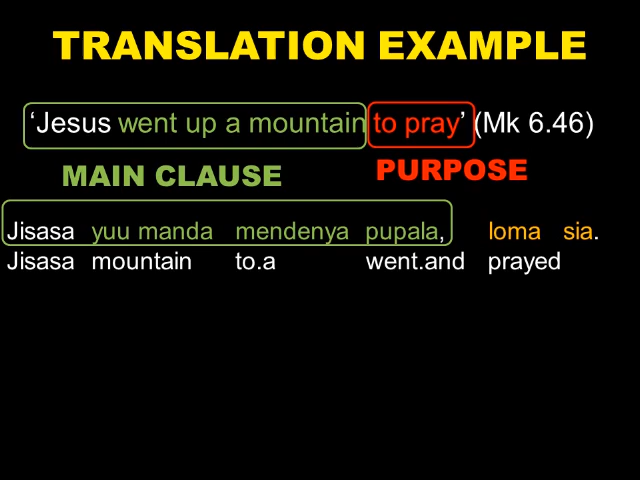 TRANSLATION EXAMPLE
‘Jesus went up a mountain to pray’ (Mk 6.46)
MAIN CLAUSE PURPOSE
Jisasa yuu manda mendenya pupala, loma sia.
Jisasa mountain to.a went.and prayed